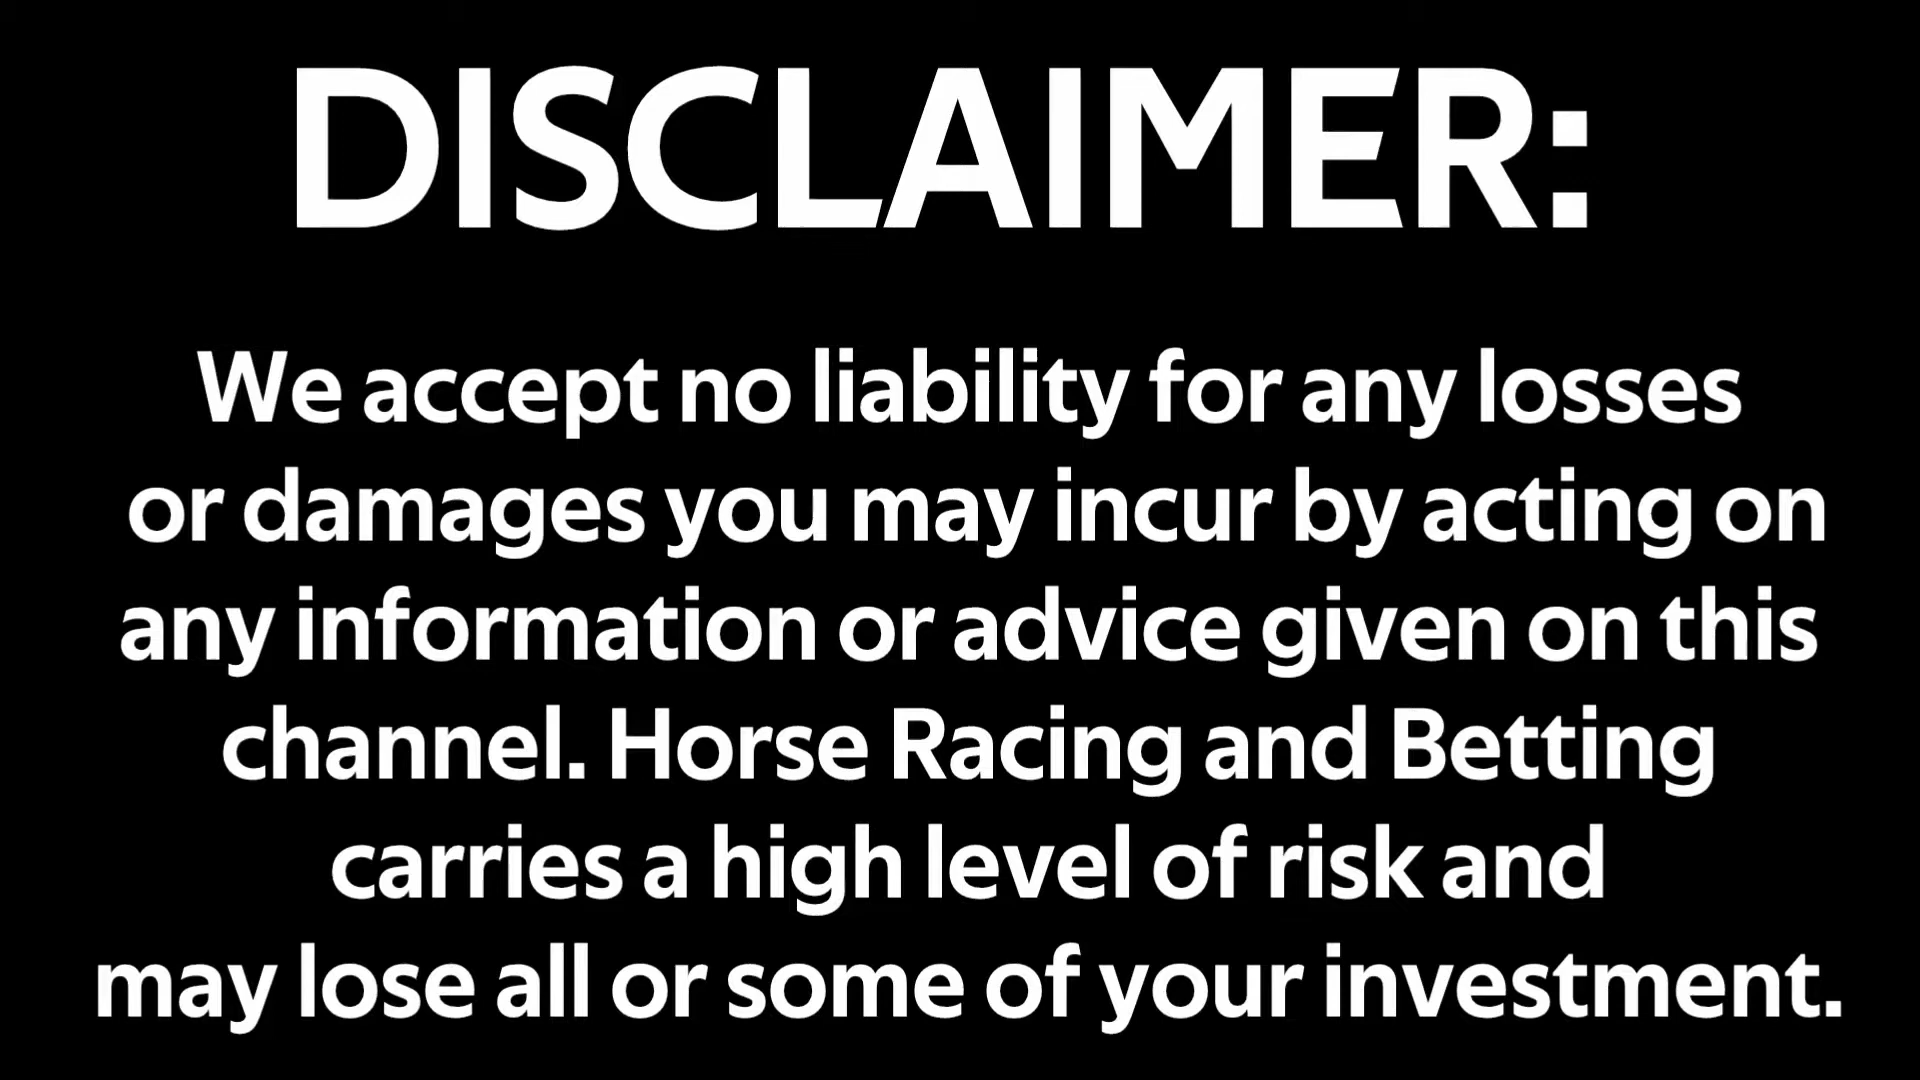 DISCLAIMER:
We accept no liability for any losses
or damages you may incur by acting on
any information or advice given on this
channel. Horse Racing and Betting
carries a high level of risk and
may lose all or some of your investment.